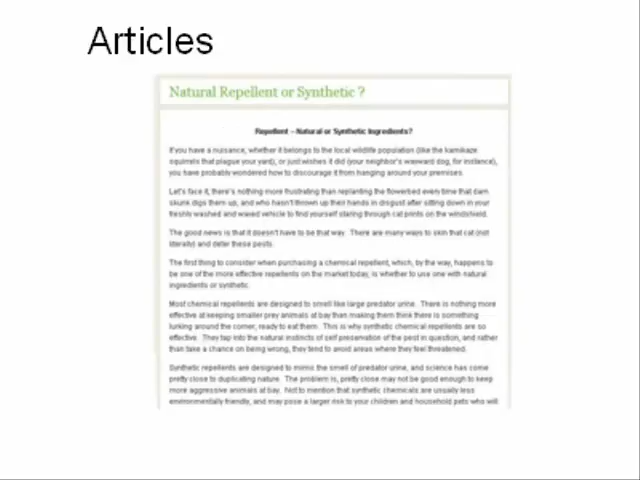 Articles
Natural Repellent or Synthetic ?
Repellent – Natural or Synthetic Ingredients?
If you have a nuisance, whether it belongs to the local wildlife population (like the kamikaze
squirrels that plague your yard), or just wishes it did (your neighbor's wayward dog, for instance),
you have probably wondered how to discourage it from hanging around your premises.
Let's face it, there's nothing more frustrating than replanting the flowerbed every time that darn
skunk digs them up, and who hasn't thrown up their hands in disgust after sitting down in your
freshly washed and waxed vehicle to find yourself staring through cat prints on the windshield.
The good news is that it doesn't have to be that way. There are many ways to skin that cat (not
literally) and deter these pests.
The first thing to consider when purchasing a chemical repellent, which, by the way, happens to
be one of the more effective repellents on the market today, is whether to use one with natural
ingredients or synthetic.
Most chemical repellents are designed to smell like large predator urine. There is nothing more
effective at keeping smaller prey animals at bay than making them think there is something
lurking around the corner, ready to eat them. This is why synthetic chemical repellents are so
effective. They tap into the natural instincts of self preservation of the pest in question, and rather
than take a chance on being wrong, they tend to avoid areas where they feel threatened.
Synthetic repellents are designed to mimic the smell of predator urine, and science has come
pretty close to duplicating nature. The problem is, pretty close may not be good enough to keep
more aggressive animals at bay. Not to mention that synthetic chemicals are usually less
environmentally friendly, and may pose a larger risk to your children and household pets who will